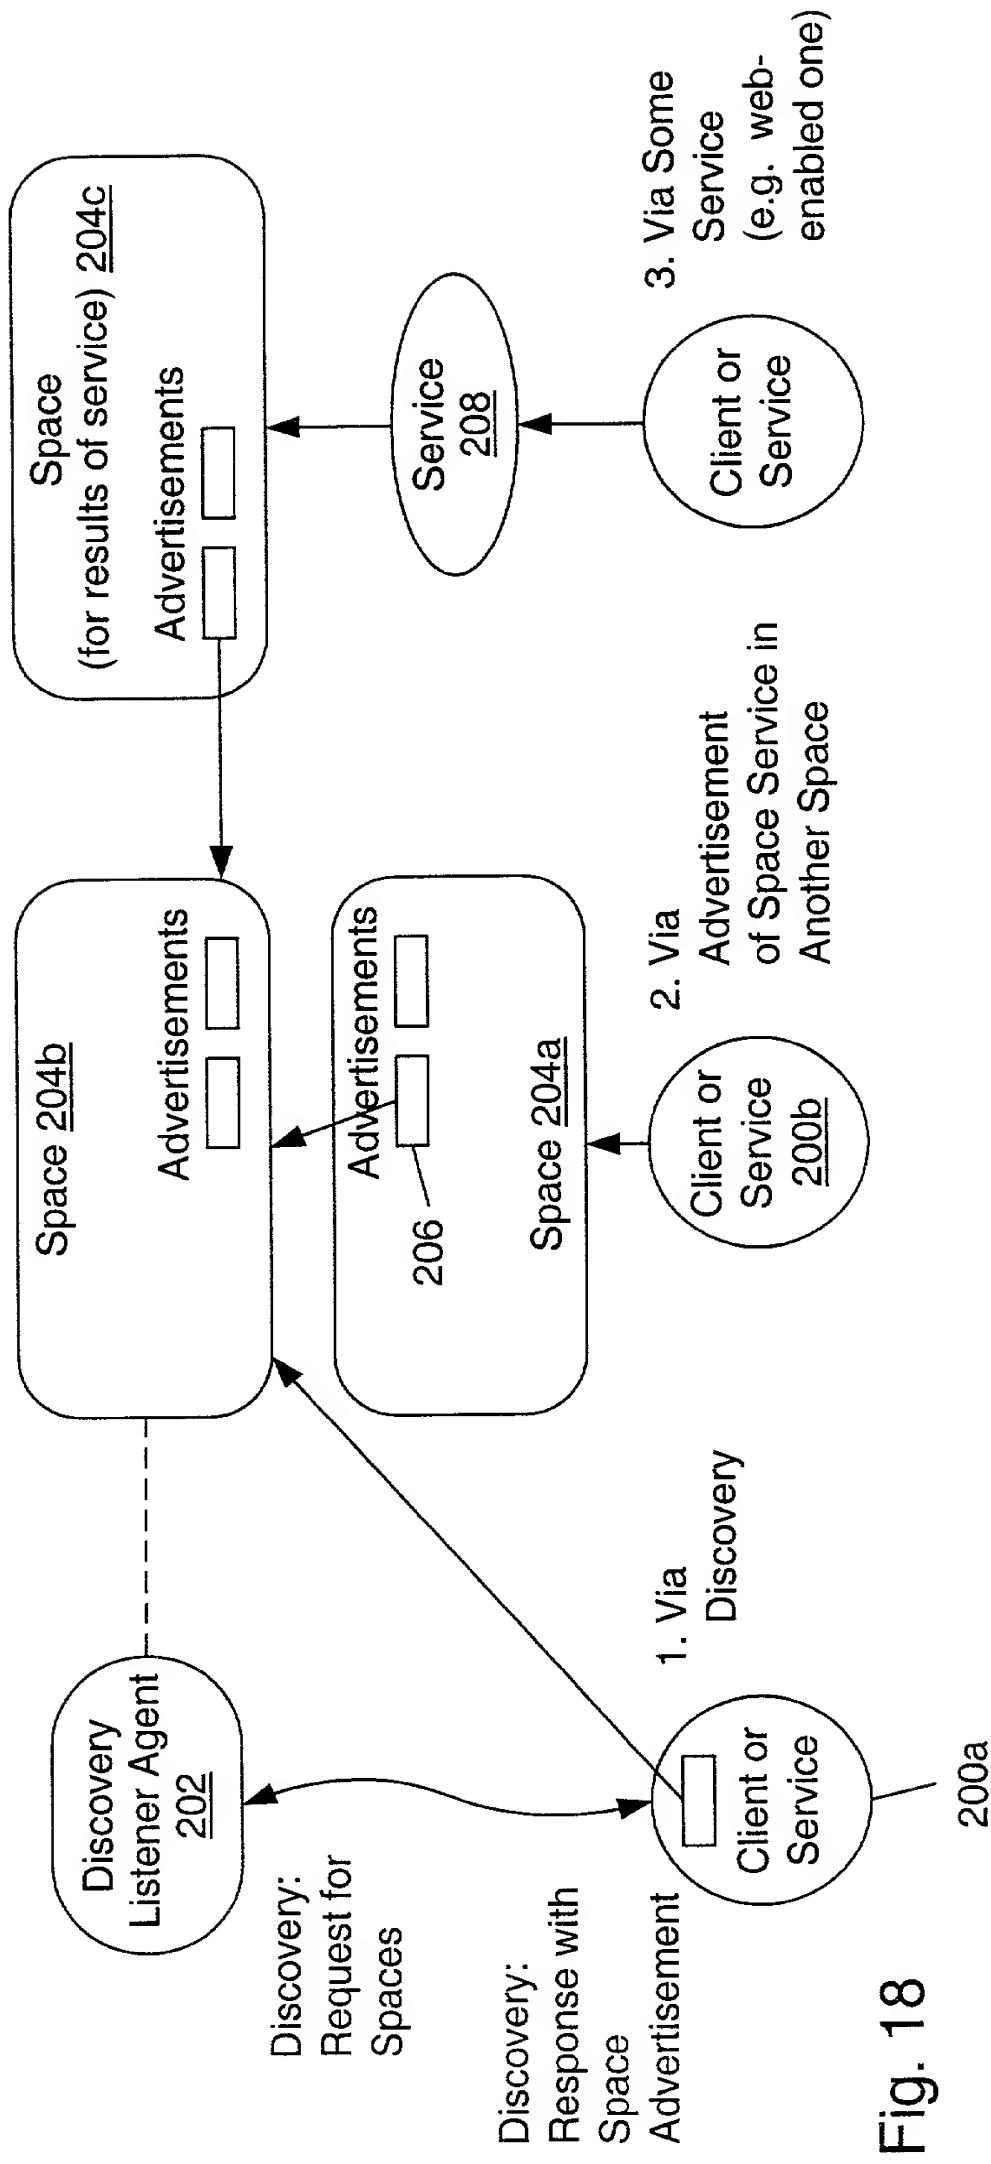 Discovery
Listener Agent
202
Space 204b
Advertisements
Space
(for results of service) 204c
Advertisements
Discovery:
Request for
Spaces
Advertisements
206
Space 204a
Service
208
Discovery:
Response with
Space
Advertisement
Client or
Service
200a
1. Via
Discovery
Client or
Service
200b
2. Via
Advertisement
of Space Service in
Another Space
Client or
Service
3. Via Some
Service
(e.g. web-
enabled one)
Fig. 18